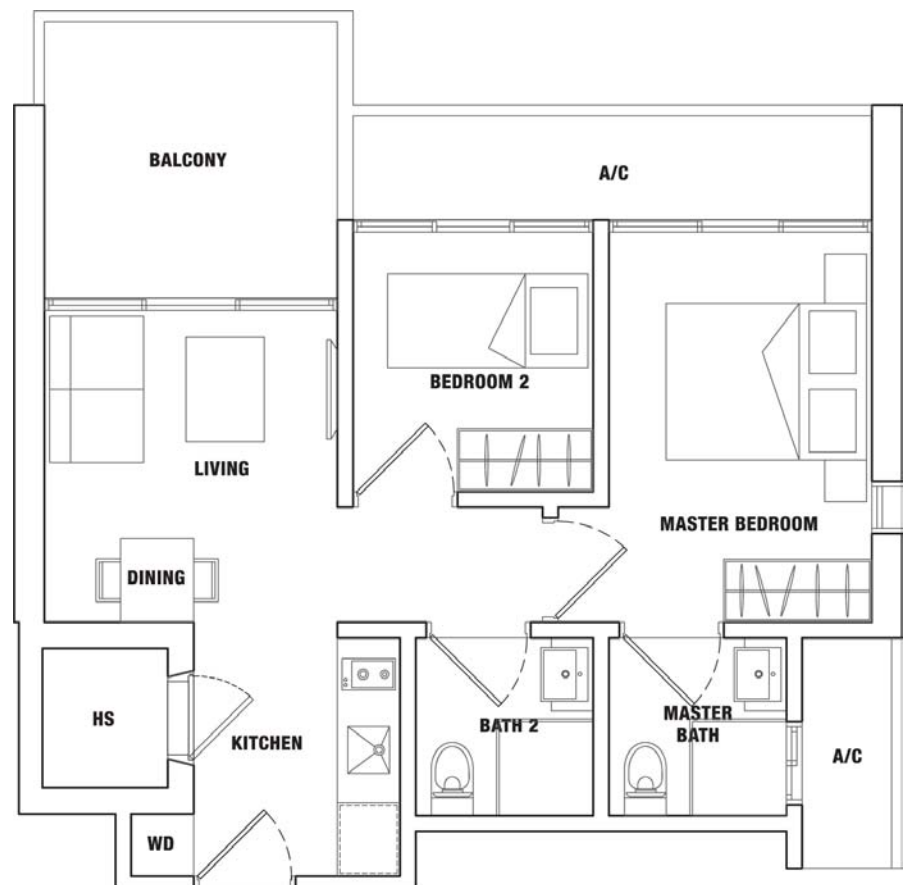 BALCONY
A/C
BEDROOM 2
LIVING
MASTER BEDROOM
DINING
HS
KITCHEN
BATH 2
MASTER
BATH
A/C
WD